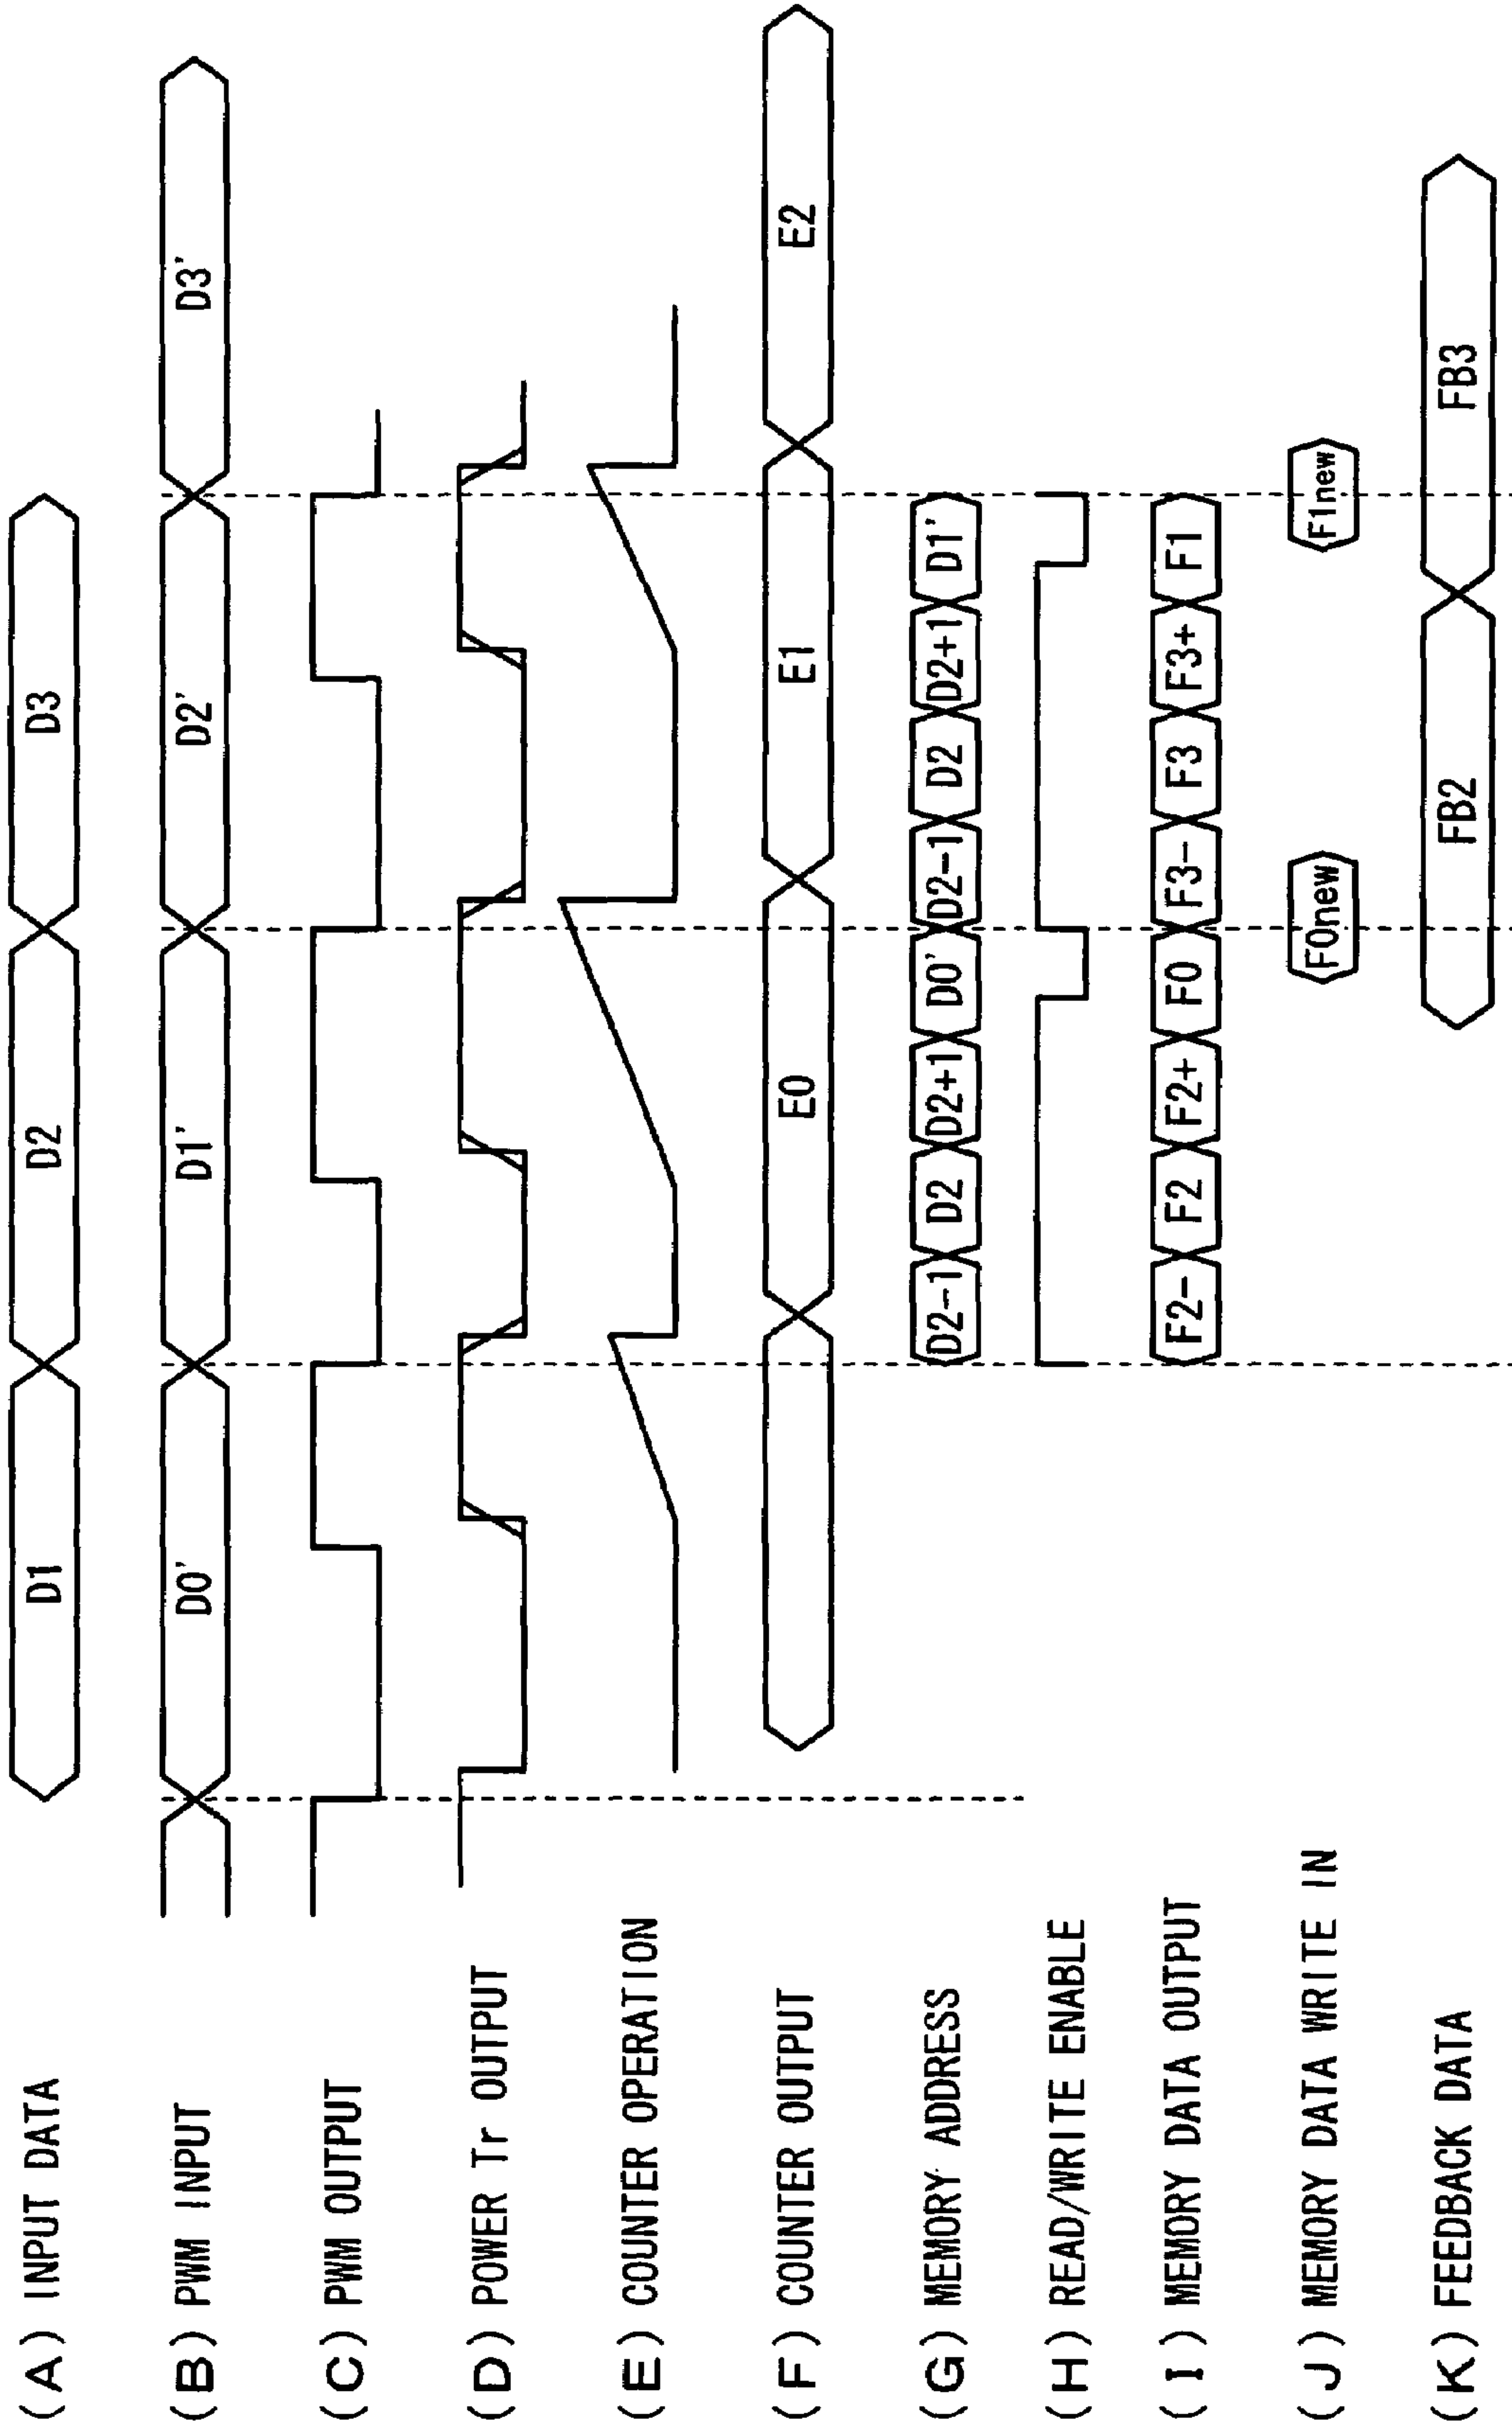 (A) INPUT DATA D1 D2 D3
(B) PWM INPUT D0' D1' D2' D3'
(C) PWM OUTPUT
(D) POWER Tr OUTPUT
(E) COUNTER OPERATION
(F) COUNTER OUTPUT E0 E1 E2
(G) MEMORY ADDRESS D2-1 D2 D2+1 D0' D2-1 D2 D2+1 D1'
(H) READ/WRITE ENABLE
(I) MEMORY DATA OUTPUT F2- F2 F2+ F0 F3- F3 F3+ F1
(J) MEMORY DATA WRITE IN F0new F1new
(K) FEEDBACK DATA FB2 FB3